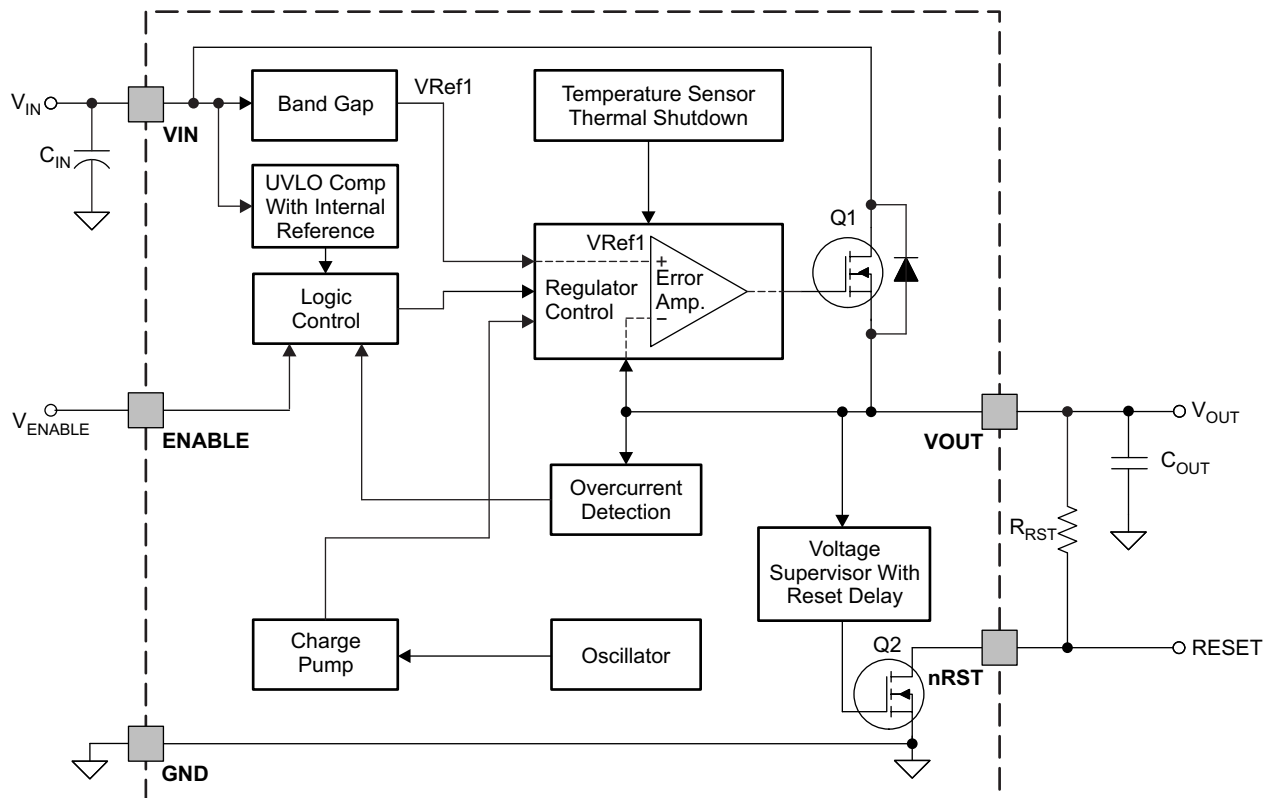 VIN
CIN
VIN
Band Gap
VRef1
Temperature Sensor
Thermal Shutdown
UVLO Comp
With Internal
Reference
Logic
Control
VRef1
+
Error
Amp.
−
Regulator
Control
Q1
VENABLE
ENABLE
VOUT
VOUT
COUT
Overcurrent
Detection
RRST
Voltage
Supervisor With
Reset Delay
Charge
Pump
Oscillator
Q2
nRST
RESET
GND